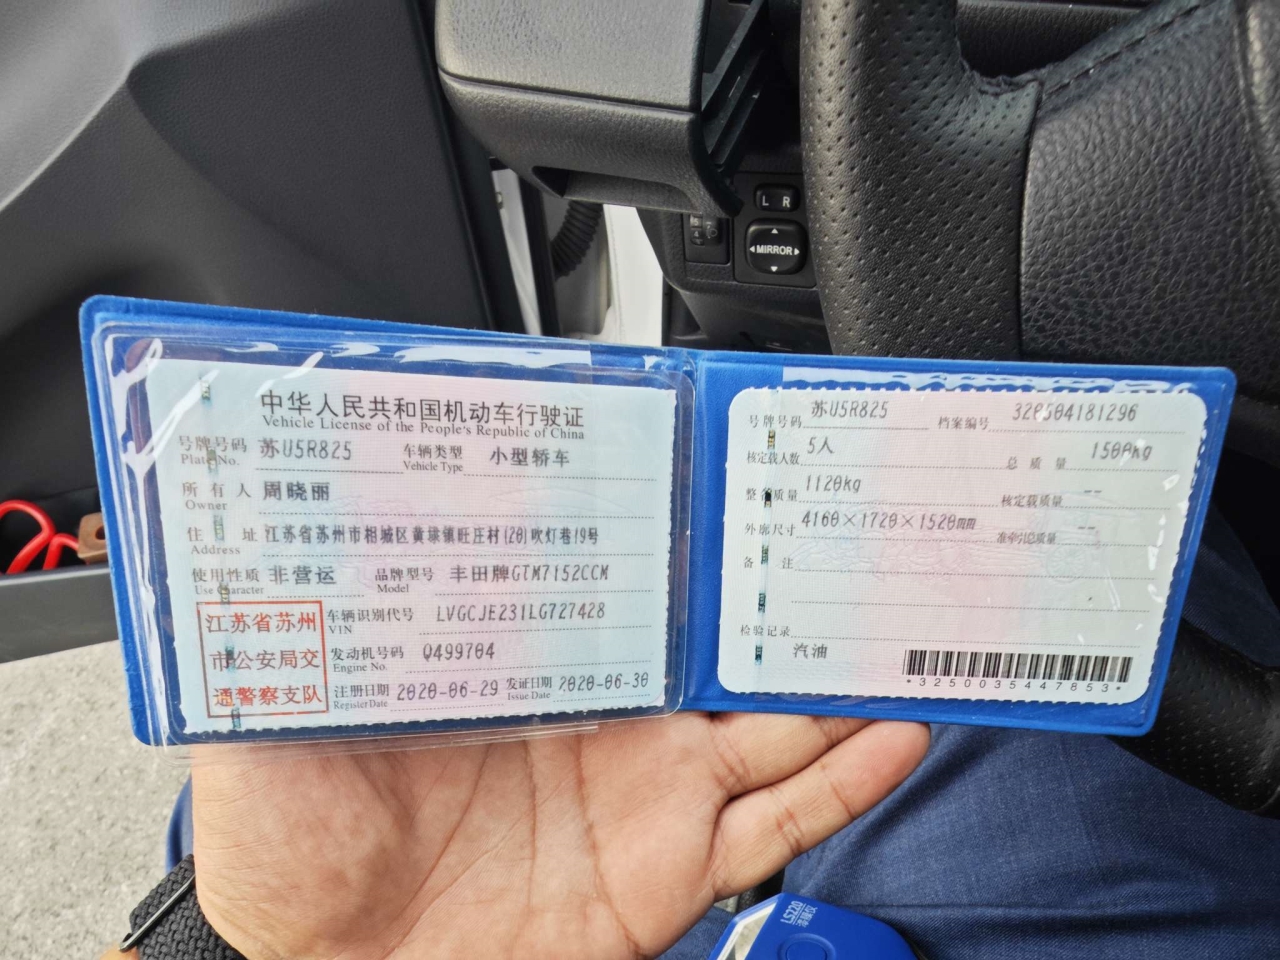 L R
MIRROR
中华人民共和国机动车行驶证
Vehicle License of the People's Republic of China
号牌号码 苏U5R825 车辆类型 小型轿车
Plate No. Vehicle Type
所有人 周晓丽
Owner
住址 江苏省苏州市相城区黄埭镇旺庄村(20)吹灯巷19号
Address
使用性质 非营运 品牌型号 丰田牌GTM7152CCM
Use Character Model
江苏省苏州
市公安局交
通警察支队
车辆识别代号 LVGCJE231LG727428
VIN
发动机号码 Q499704
Engine No.
注册日期 2020-06-29 发证日期 2020-06-30
Register Date Issue Date
号牌号码 苏U5R825 档案编号 320504181296
核定载人数 5人 总质量 1500kg
整备质量 1120kg 核定载质量 --
外廓尺寸 4160×1720×1520mm 准牵引总质量 --
备注
检验记录
汽油
*3250035447853*
LS220